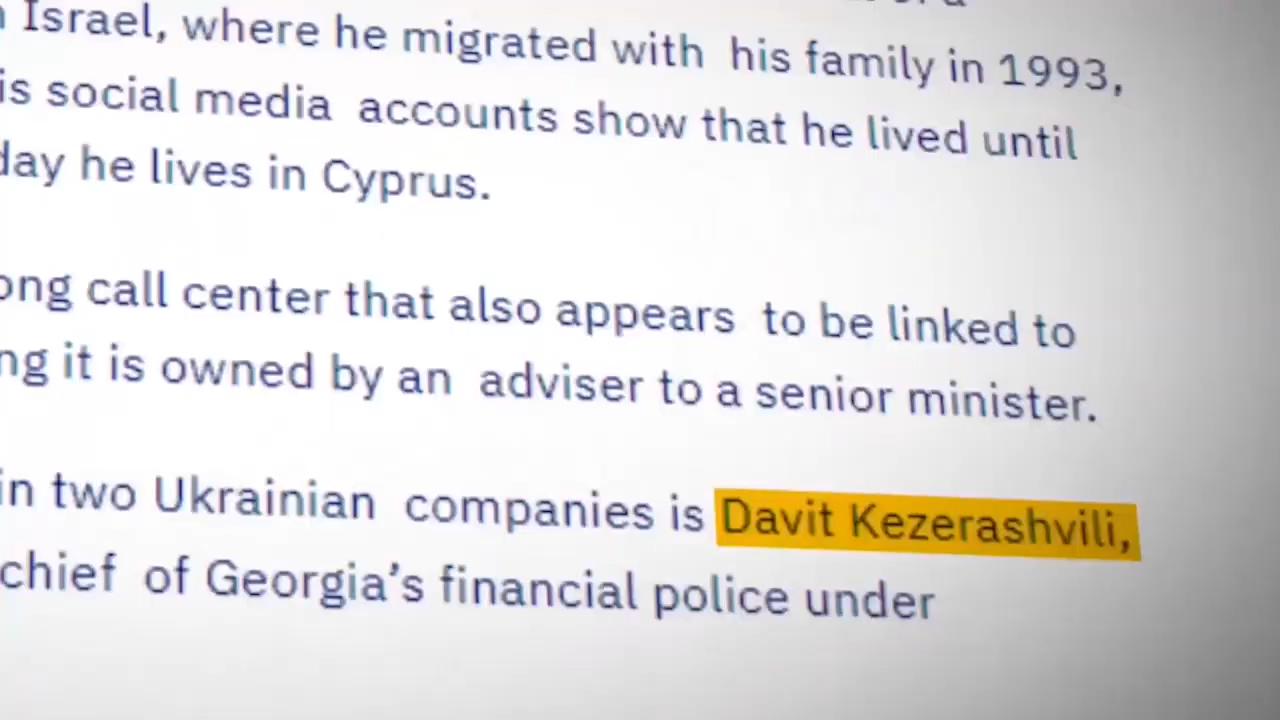 Israel, where he migrated with his family in 1993,
is social media accounts show that he lived until
day he lives in Cyprus.
ong call center that also appears to be linked to
ng it is owned by an adviser to a senior minister.
in two Ukrainian companies is Davit Kezerashvili,
chief of Georgia’s financial police under